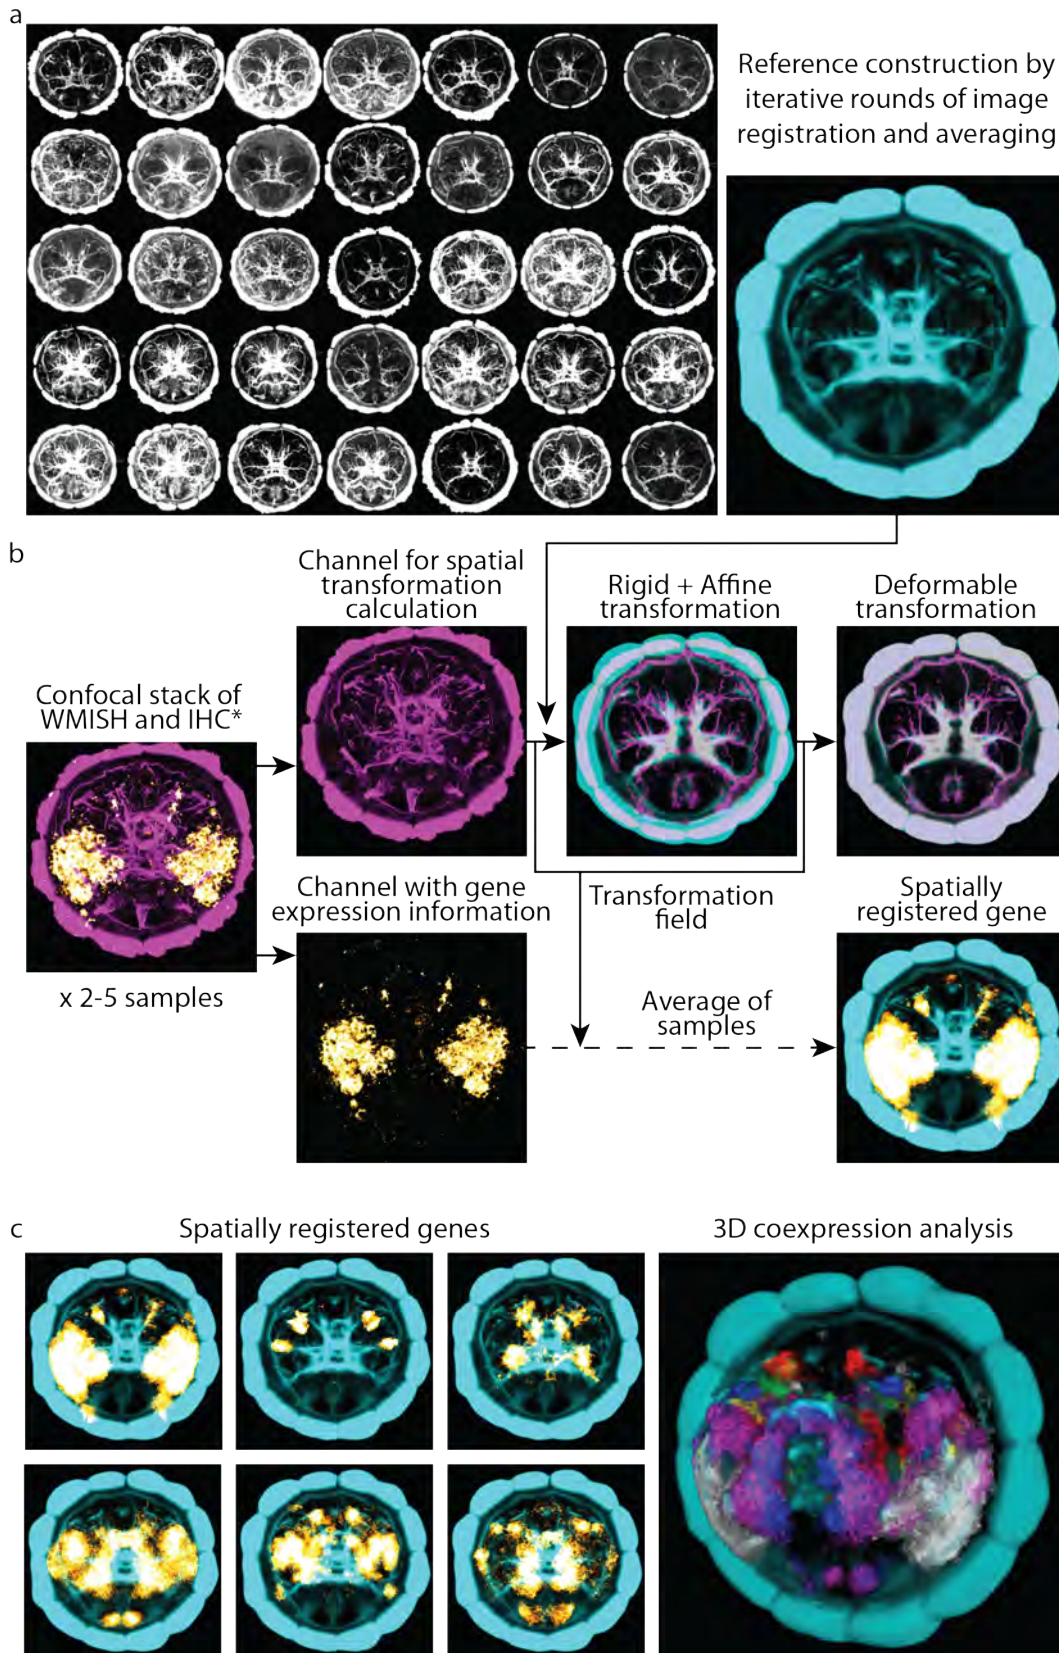 a
Reference construction by
iterative rounds of image
registration and averaging
b
Channel for spatial
transformation
calculation
Rigid + Affine
transformation
Deformable
transformation
Confocal stack of
WMISH and IHC*
x 2-5 samples
Channel with gene
expression information
Transformation
field
Spatially
registered gene
Average of
samples
c
Spatially registered genes
3D coexpression analysis